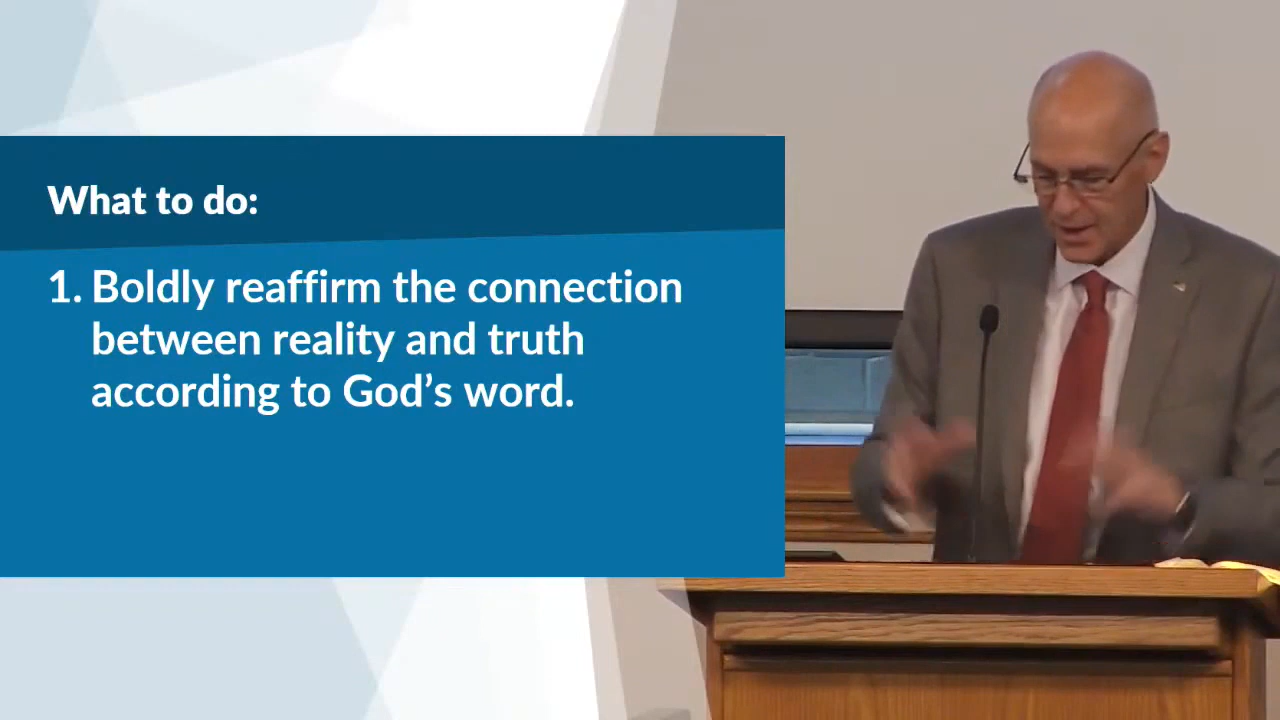 What to do:
1. Boldly reaffirm the connection
between reality and truth
according to God’s word.